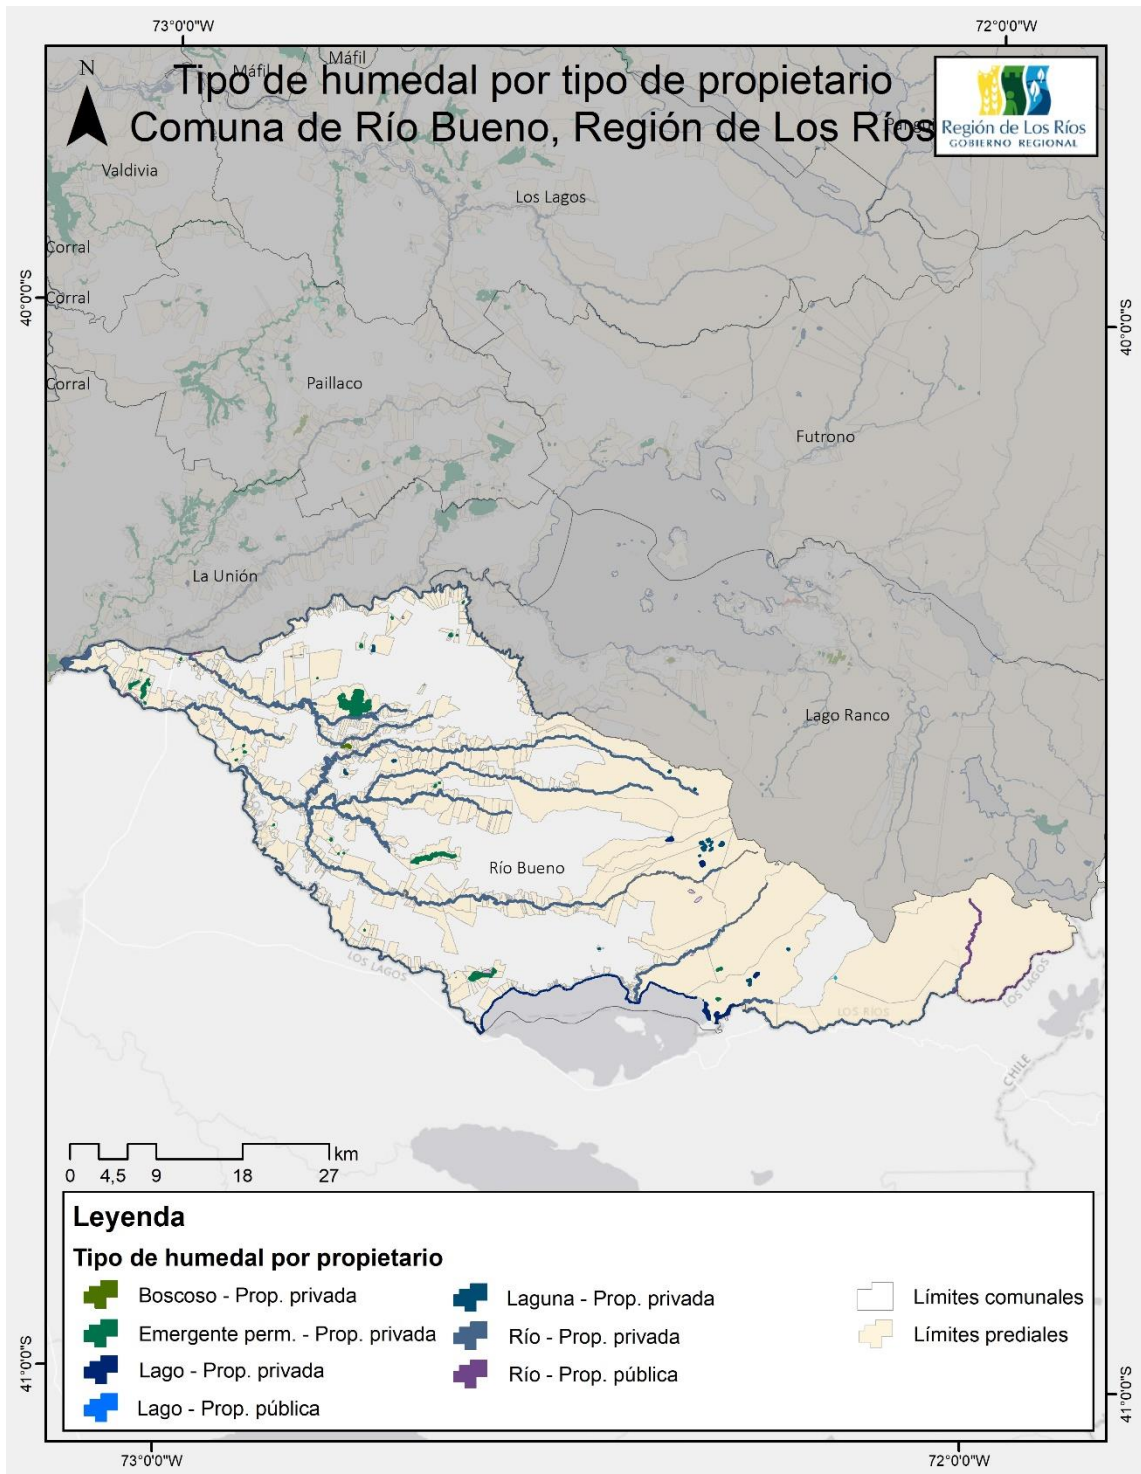 73°0'0"W
72°0'0"W
N
Tipo de humedal por tipo de propietario
Comuna de Río Bueno, Región de Los Ríos
Región de Los Ríos
GOBIERNO REGIONAL
Máfil
Máfil
Valdivia
Los Lagos
Corral
Corral
Corral
40°0'0"S
40°0'0"S
Paillaco
Futrono
La Unión
Lago Ranco
Río Bueno
LOS LAGOS
LOS RÍOS
LOS LAGOS
CHILE
km
0 4,5 9 18 27
Leyenda
Tipo de humedal por propietario
Boscoso - Prop. privada
Emergente perm. - Prop. privada
Lago - Prop. privada
Lago - Prop. pública
Laguna - Prop. privada
Río - Prop. privada
Río - Prop. pública
Límites comunales
Límites prediales
41°0'0"S
41°0'0"S
73°0'0"W
72°0'0"W